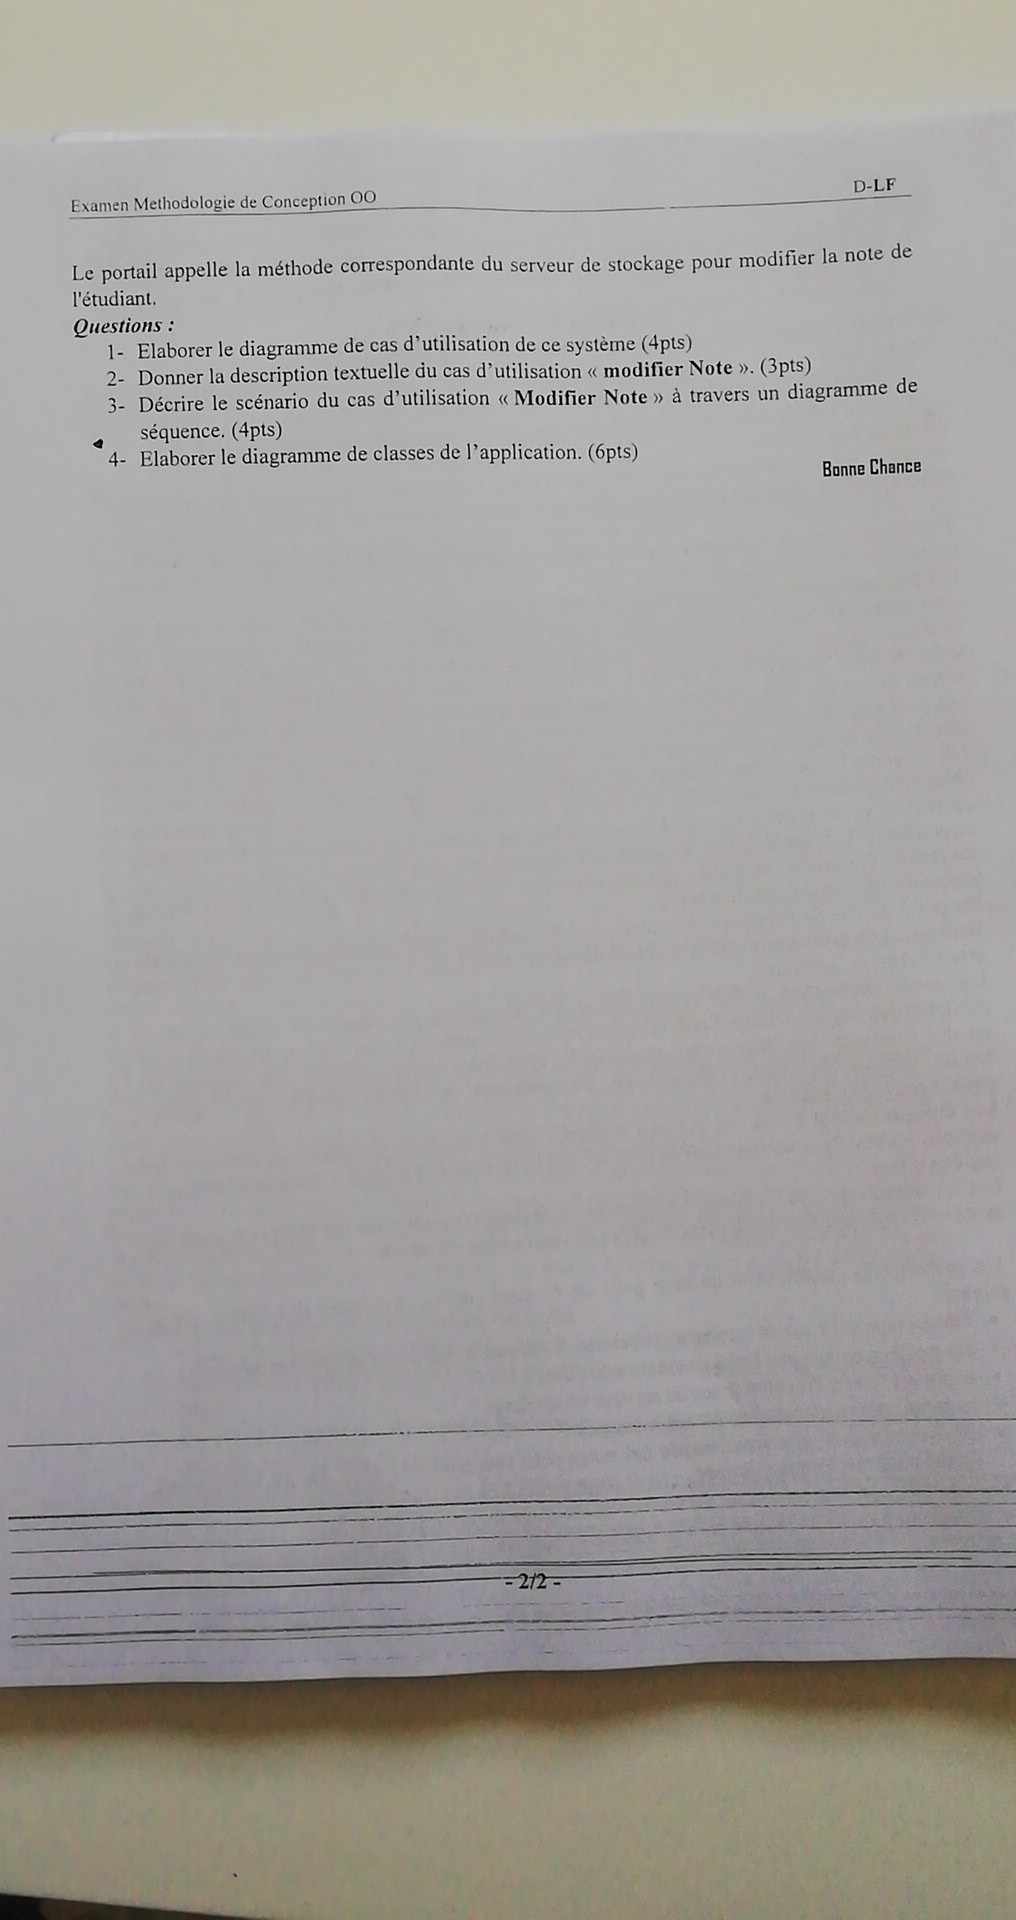 Examen Methodologie de Conception OO D-LF
Le portail appelle la méthode correspondante du serveur de stockage pour modifier la note de
l'étudiant.
Questions :
1- Elaborer le diagramme de cas d’utilisation de ce système (4pts)
2- Donner la description textuelle du cas d’utilisation « modifier Note ». (3pts)
3- Décrire le scénario du cas d’utilisation « Modifier Note » à travers un diagramme de
séquence. (4pts)
4- Elaborer le diagramme de classes de l’application. (6pts)
Bonne Chance
- 2/2 -